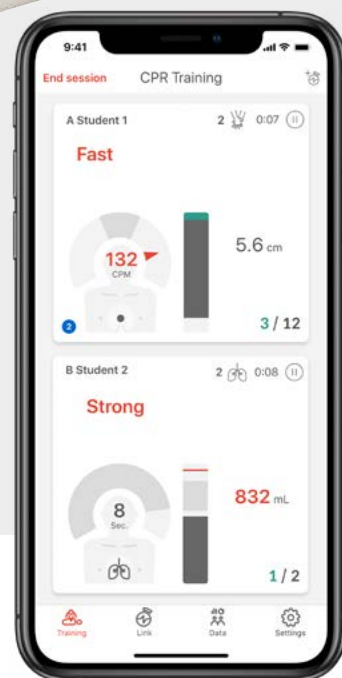 9:41
End session CPR Training
A Student 1 2 0:07
Fast
132
CPM
5.6 cm
2
3 / 12
B Student 2 2 0:08
Strong
8
Sec.
832 mL
1 / 2
Training Link Data Settings